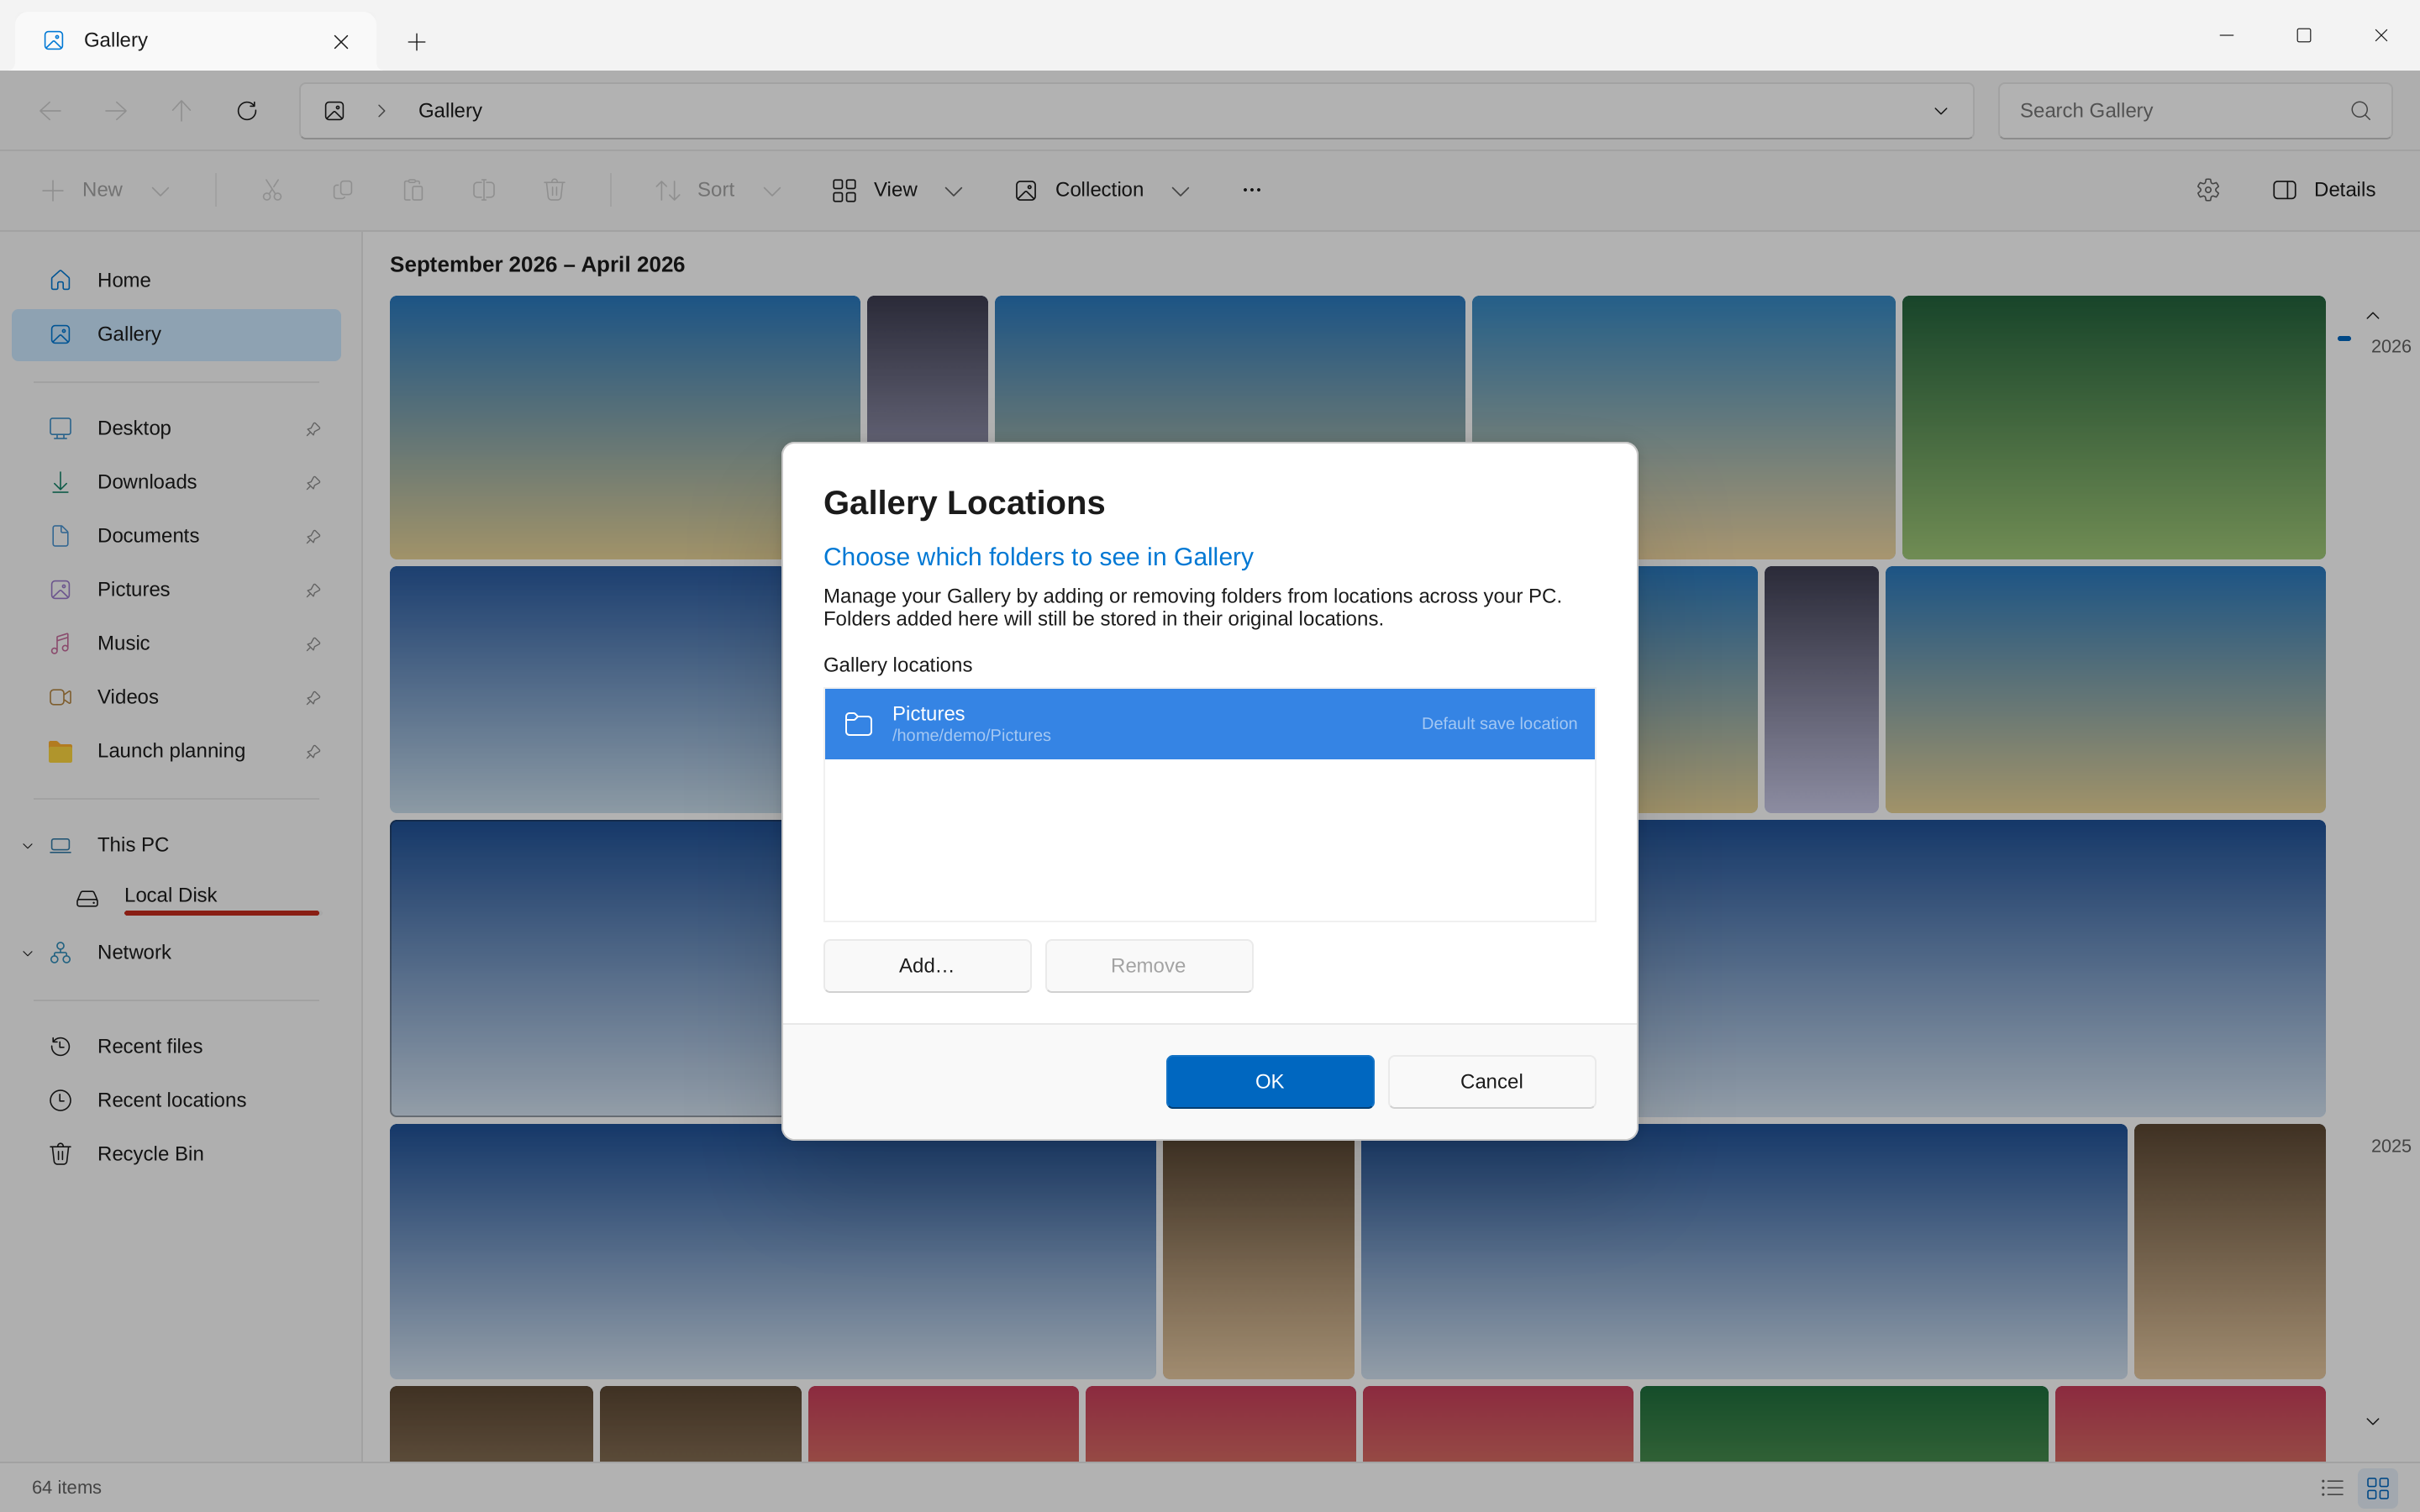 Gallery
Gallery
Search Gallery
New
Sort
View
Collection
Details
Home
Gallery
Desktop
Downloads
Documents
Pictures
Music
Videos
Launch planning
This PC
Local Disk
Network
Recent files
Recent locations
Recycle Bin
September 2026 – April 2026
2026
2025
Gallery Locations
Choose which folders to see in Gallery
Manage your Gallery by adding or removing folders from locations across your PC.
Folders added here will still be stored in their original locations.
Gallery locations
Pictures
/home/demo/Pictures
Default save location
Add…
Remove
OK
Cancel
64 items